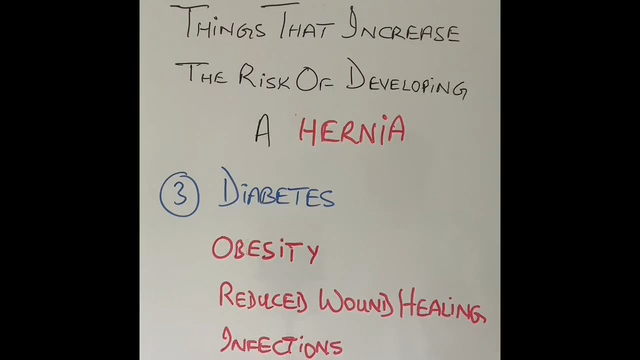 THINGS THAT INCREASE
THE RISK OF DEVELOPING
A HERNIA
3 DIABETES
OBESITY
REDUCED WOUND HEALING
INFECTIONS